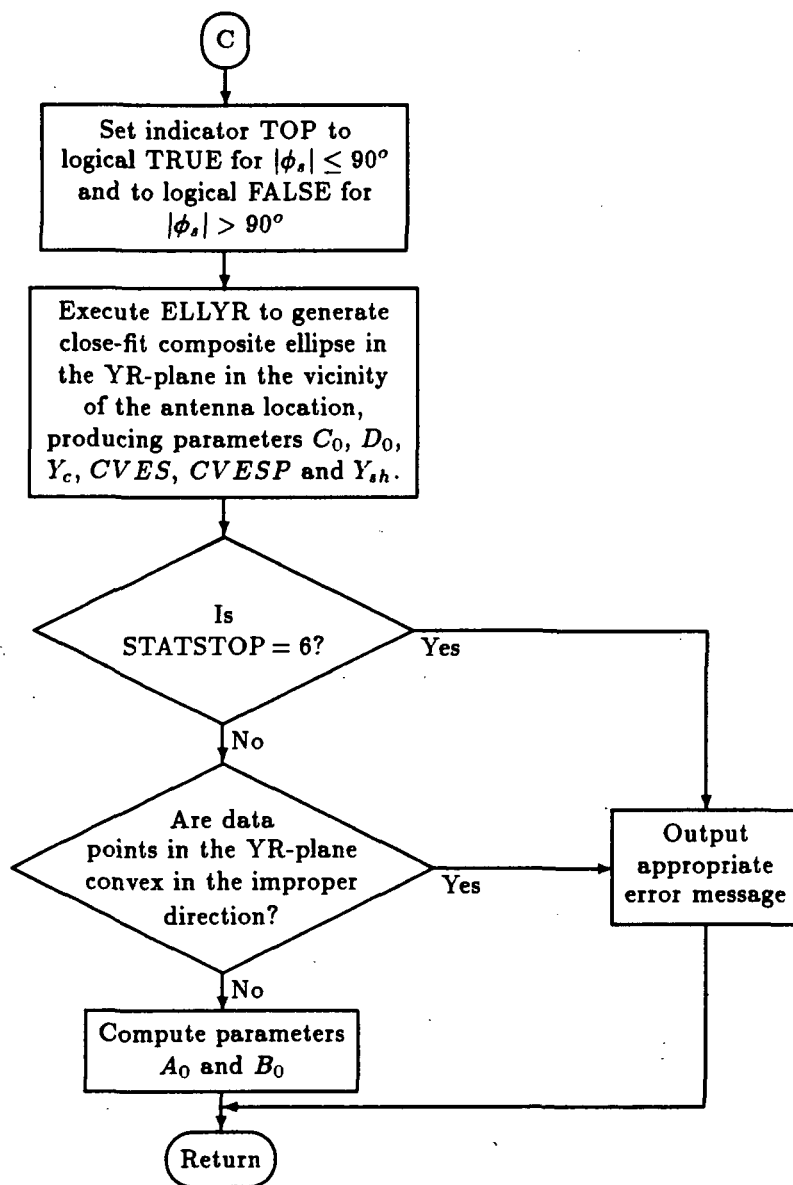 C
Set indicator TOP to
logical TRUE for |ϕₛ| ≤ 90°
and to logical FALSE for
|ϕₛ| > 90°
Execute ELLYR to generate
close-fit composite ellipse in
the YR-plane in the vicinity
of the antenna location,
producing parameters C₀, D₀,
Y_c, CVES, CVESP and Y_sh.
Is
STATSTOP = 6?
Yes
No
Are data
points in the YR-plane
convex in the improper
direction?
Yes
Output
appropriate
error message
No
Compute parameters
A₀ and B₀
Return